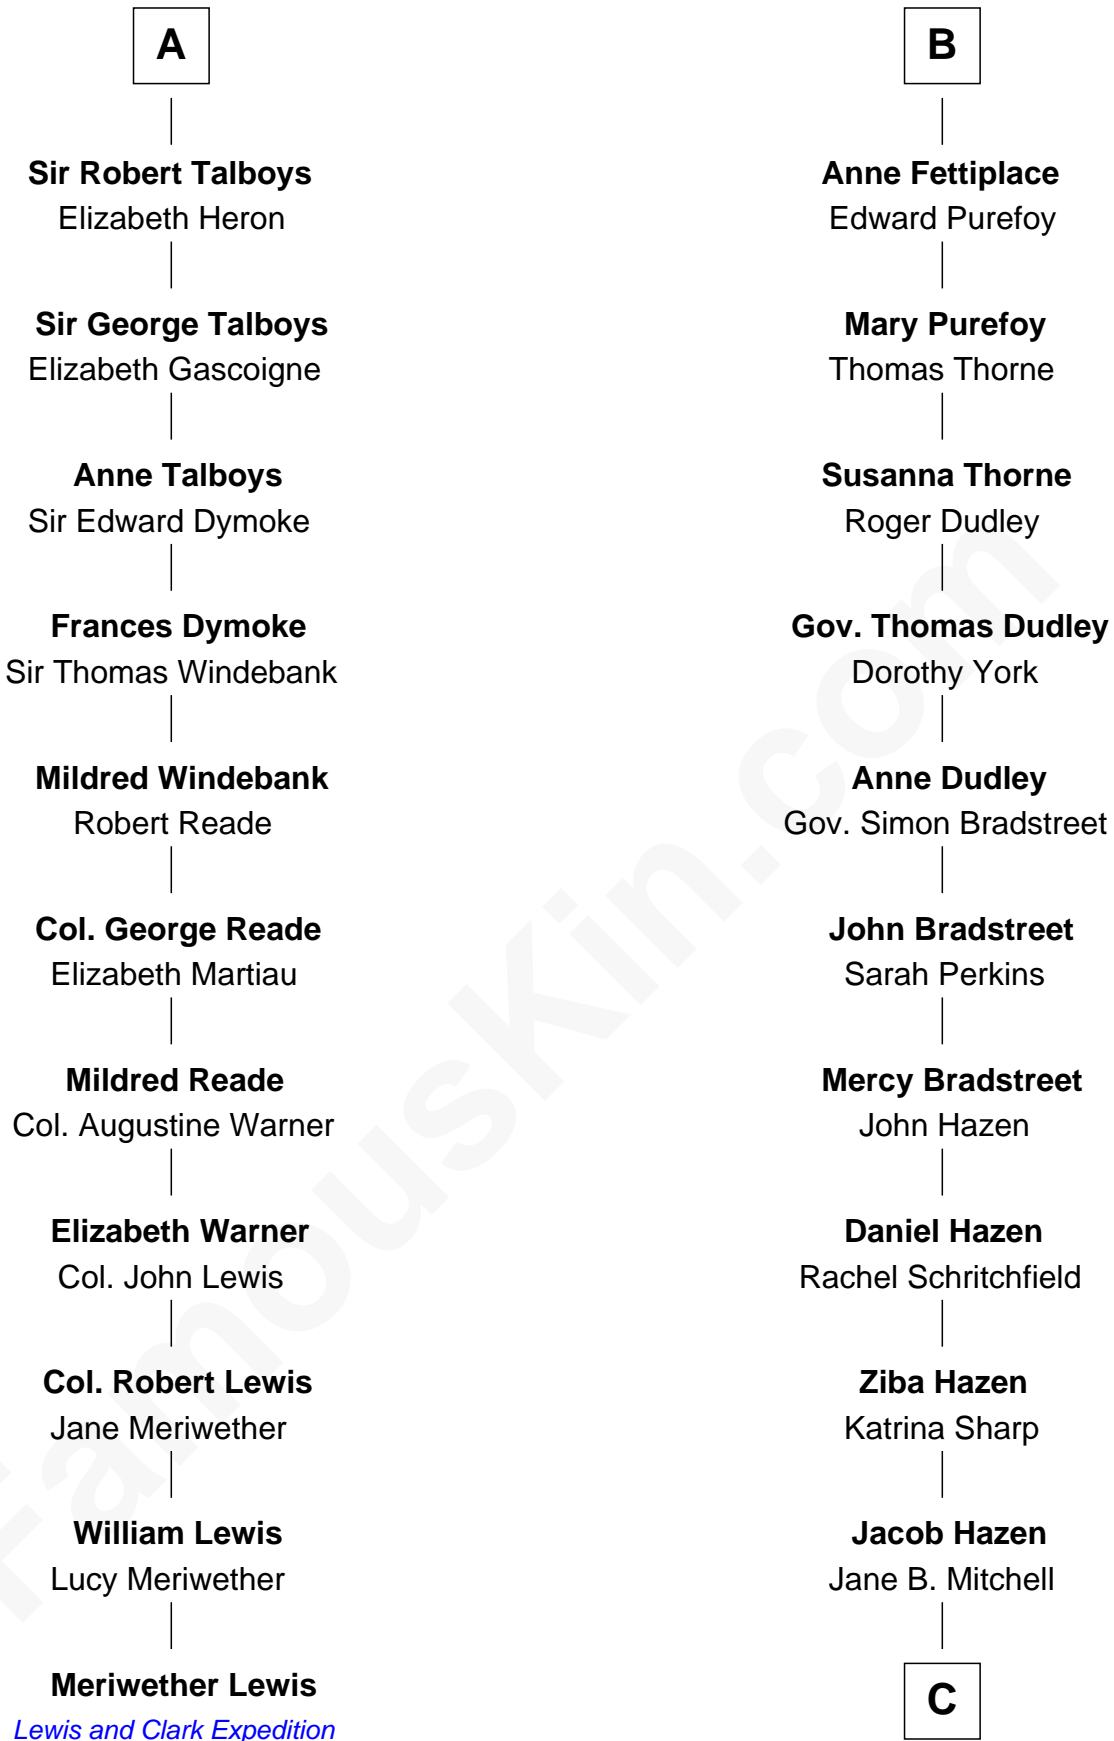 A
Sir Robert Talboys
Elizabeth Heron
Sir George Talboys
Elizabeth Gascoigne
Anne Talboys
Sir Edward Dymoke
Frances Dymoke
Sir Thomas Windebank
Mildred Windebank
Robert Reade
Col. George Reade
Elizabeth Martiau
Mildred Reade
Col. Augustine Warner
Elizabeth Warner
Col. John Lewis
Col. Robert Lewis
Jane Meriwether
William Lewis
Lucy Meriwether
Meriwether Lewis
Lewis and Clark Expedition
B
Anne Fettiplace
Edward Purefoy
Mary Purefoy
Thomas Thorne
Susanna Thorne
Roger Dudley
Gov. Thomas Dudley
Dorothy York
Anne Dudley
Gov. Simon Bradstreet
John Bradstreet
Sarah Perkins
Mercy Bradstreet
John Hazen
Daniel Hazen
Rachel Schritchfield
Ziba Hazen
Katrina Sharp
Jacob Hazen
Jane B. Mitchell
C
FamousKin.com